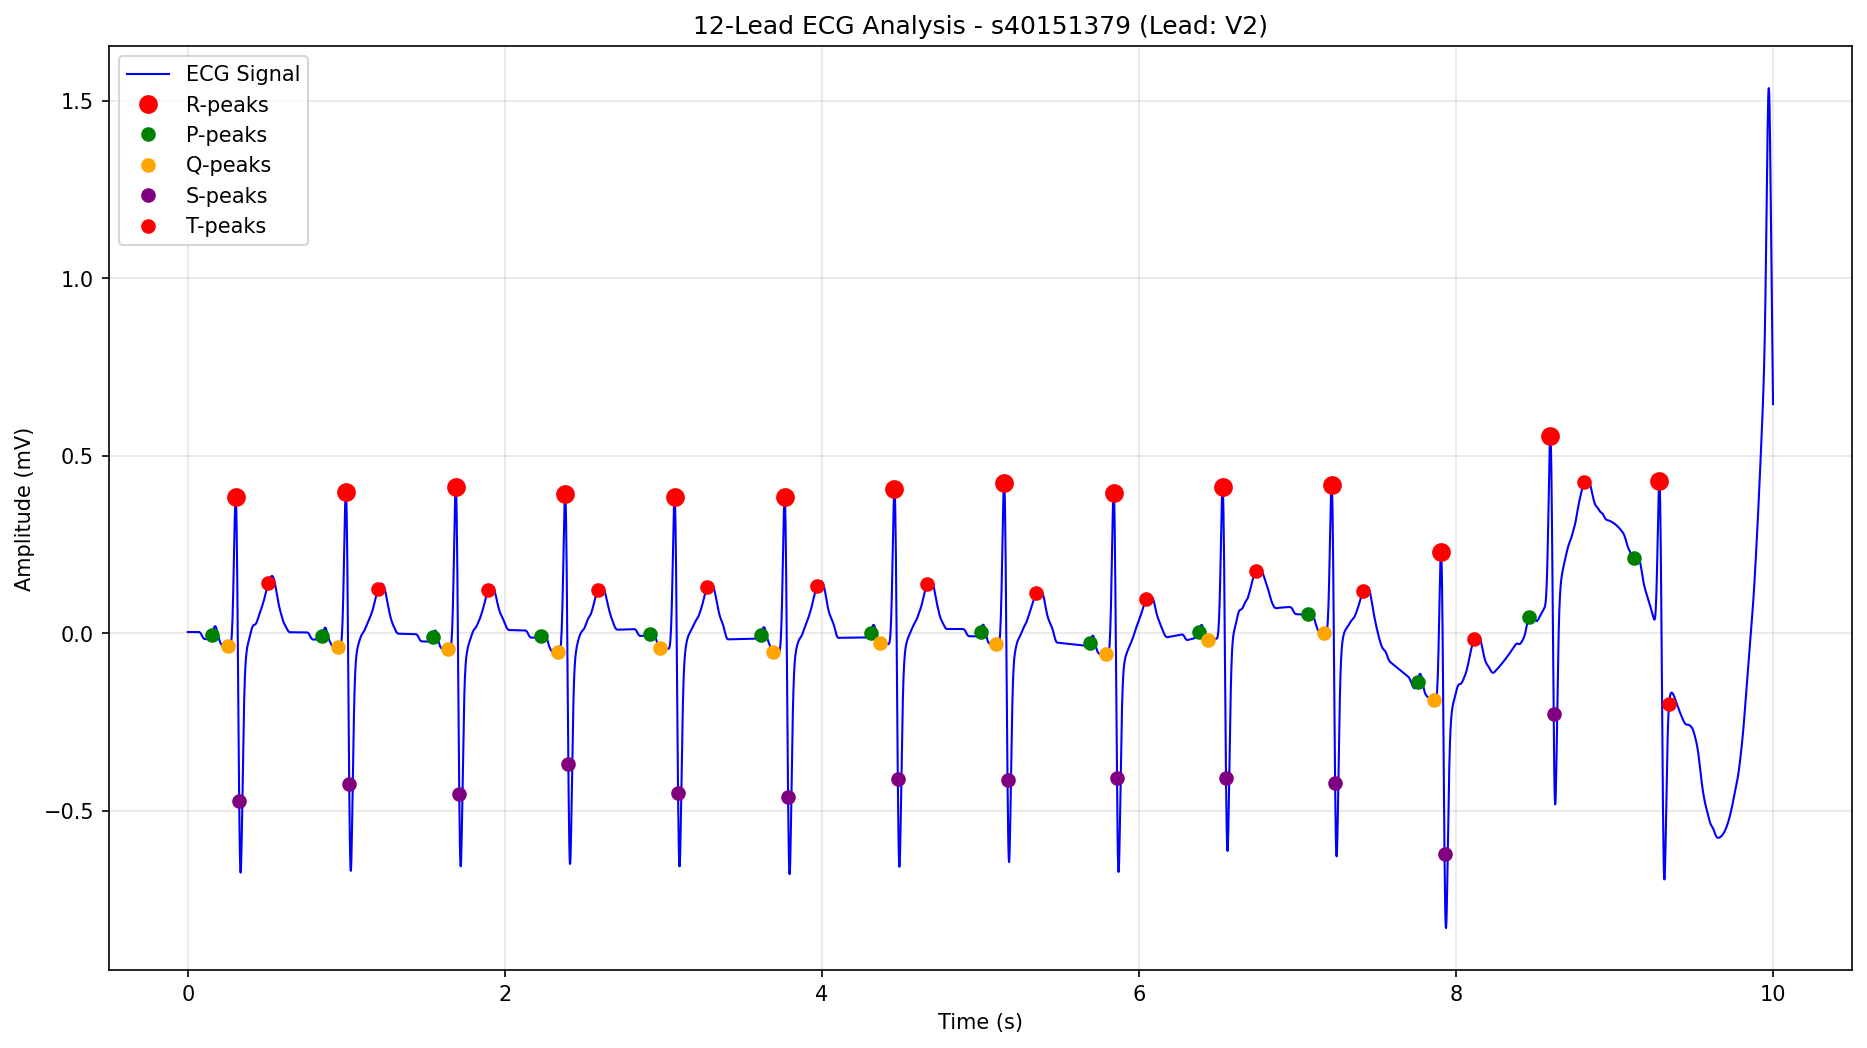 12-Lead ECG Analysis - s40151379 (Lead: V2)
ECG Signal
R-peaks
P-peaks
Q-peaks
S-peaks
T-peaks
1.5
1.0
0.5
0.0
−0.5
Amplitude (mV)
0 2 4 6 8 10
Time (s)